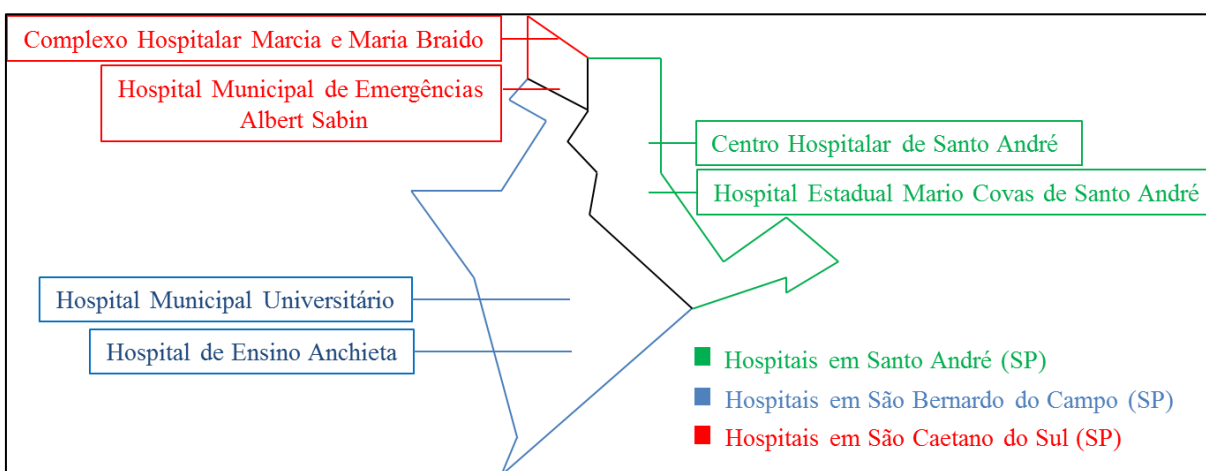 Complexo Hospitalar Marcia e Maria Braido
Hospital Municipal de Emergências
Albert Sabin
Centro Hospitalar de Santo André
Hospital Estadual Mario Covas de Santo André
Hospital Municipal Universitário
Hospital de Ensino Anchieta
Hospitais em Santo André (SP)
Hospitais em São Bernardo do Campo (SP)
Hospitais em São Caetano do Sul (SP)